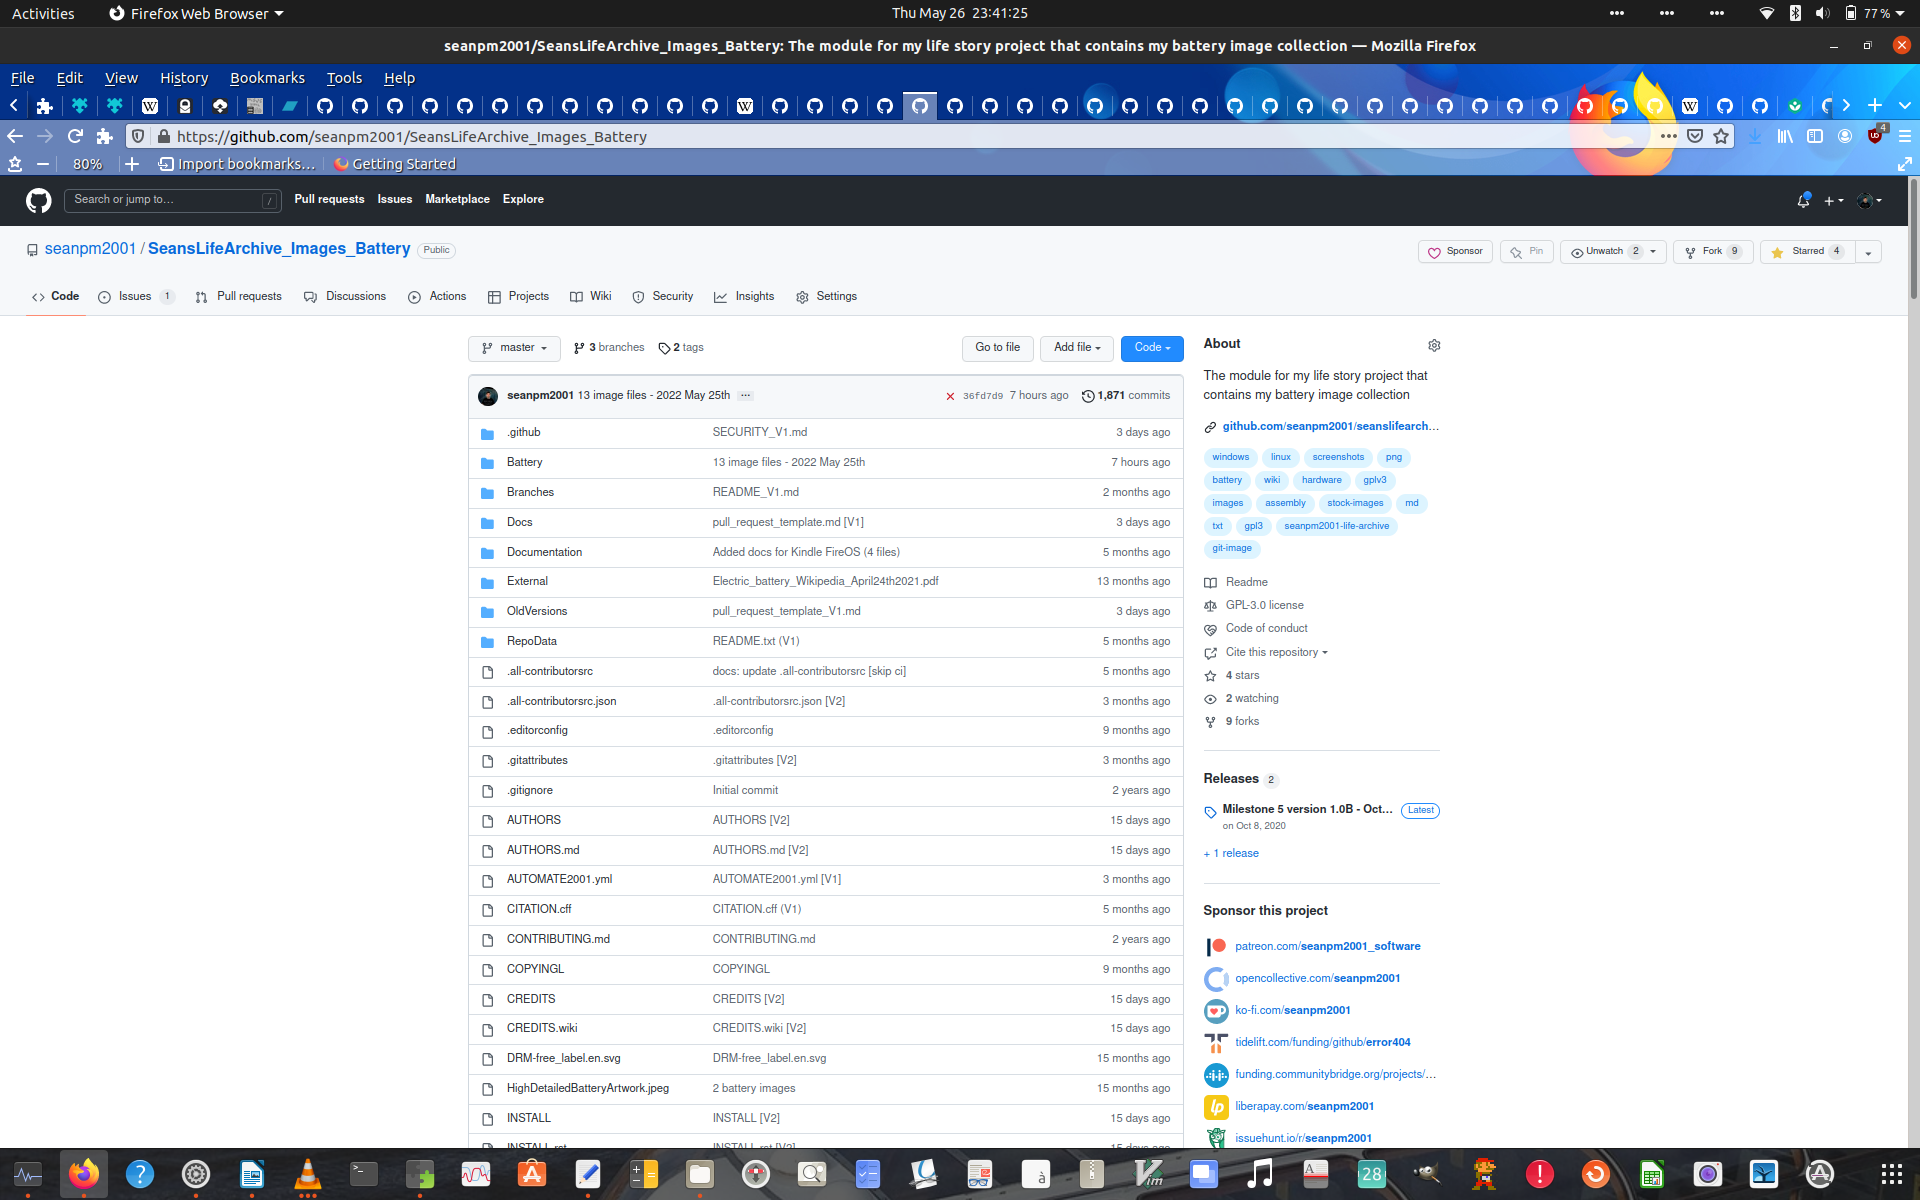 Activities
Firefox Web Browser
Thu May 26 23:41:25
77 %
seanpm2001/SeansLifeArchive_Images_Battery: The module for my life story project that contains my battery image collection — Mozilla Firefox
File Edit View History Bookmarks Tools Help
https://github.com/seanpm2001/SeansLifeArchive_Images_Battery
4
80%
Import bookmarks…
Getting Started
Search or jump to…
/
Pull requests Issues Marketplace Explore
seanpm2001 / SeansLifeArchive_Images_Battery Public
Sponsor
Pin
Unwatch 2
Fork 9
Starred 4
Code
Issues 1
Pull requests
Discussions
Actions
Projects
Wiki
Security
Insights
Settings
master
3 branches
2 tags
Go to file
Add file
Code
seanpm2001 13 image files - 2022 May 25th ...
36fd7d9 7 hours ago
1,871 commits
.github SECURITY_V1.md 3 days ago
Battery 13 image files - 2022 May 25th 7 hours ago
Branches README_V1.md 2 months ago
Docs pull_request_template.md [V1] 3 days ago
Documentation Added docs for Kindle FireOS (4 files) 5 months ago
External Electric_battery_Wikipedia_April24th2021.pdf 13 months ago
OldVersions pull_request_template_V1.md 3 days ago
RepoData README.txt (V1) 5 months ago
.all-contributorsrc docs: update .all-contributorsrc [skip ci] 5 months ago
.all-contributorsrc.json .all-contributorsrc.json [V2] 3 months ago
.editorconfig .editorconfig 9 months ago
.gitattributes .gitattributes [V2] 3 months ago
.gitignore Initial commit 2 years ago
AUTHORS AUTHORS [V2] 15 days ago
AUTHORS.md AUTHORS.md [V2] 15 days ago
AUTOMATE2001.yml AUTOMATE2001.yml [V1] 3 months ago
CITATION.cff CITATION.cff (V1) 5 months ago
CONTRIBUTING.md CONTRIBUTING.md 2 years ago
COPYINGL COPYINGL 9 months ago
CREDITS CREDITS [V2] 15 days ago
CREDITS.wiki CREDITS.wiki [V2] 15 days ago
DRM-free_label.en.svg DRM-free_label.en.svg 15 months ago
HighDetailedBatteryArtwork.jpeg 2 battery images 15 months ago
INSTALL INSTALL [V2] 15 days ago
INSTALL.rst INSTALL.rst [V2] 15 days ago
About
The module for my life story project that
contains my battery image collection
github.com/seanpm2001/seanslifearch…
windows linux screenshots png
battery wiki hardware gplv3
images assembly stock-images md
txt gpl3 seanpm2001-life-archive
git-image
Readme
GPL-3.0 license
Code of conduct
Cite this repository
4 stars
2 watching
9 forks
Releases 2
Milestone 5 version 1.0B - Oct… Latest
on Oct 8, 2020
+ 1 release
Sponsor this project
patreon.com/seanpm2001_software
opencollective.com/seanpm2001
ko-fi.com/seanpm2001
tidelift.com/funding/github/error404
funding.communitybridge.org/projects/…
liberapay.com/seanpm2001
issuehunt.io/r/seanpm2001
28